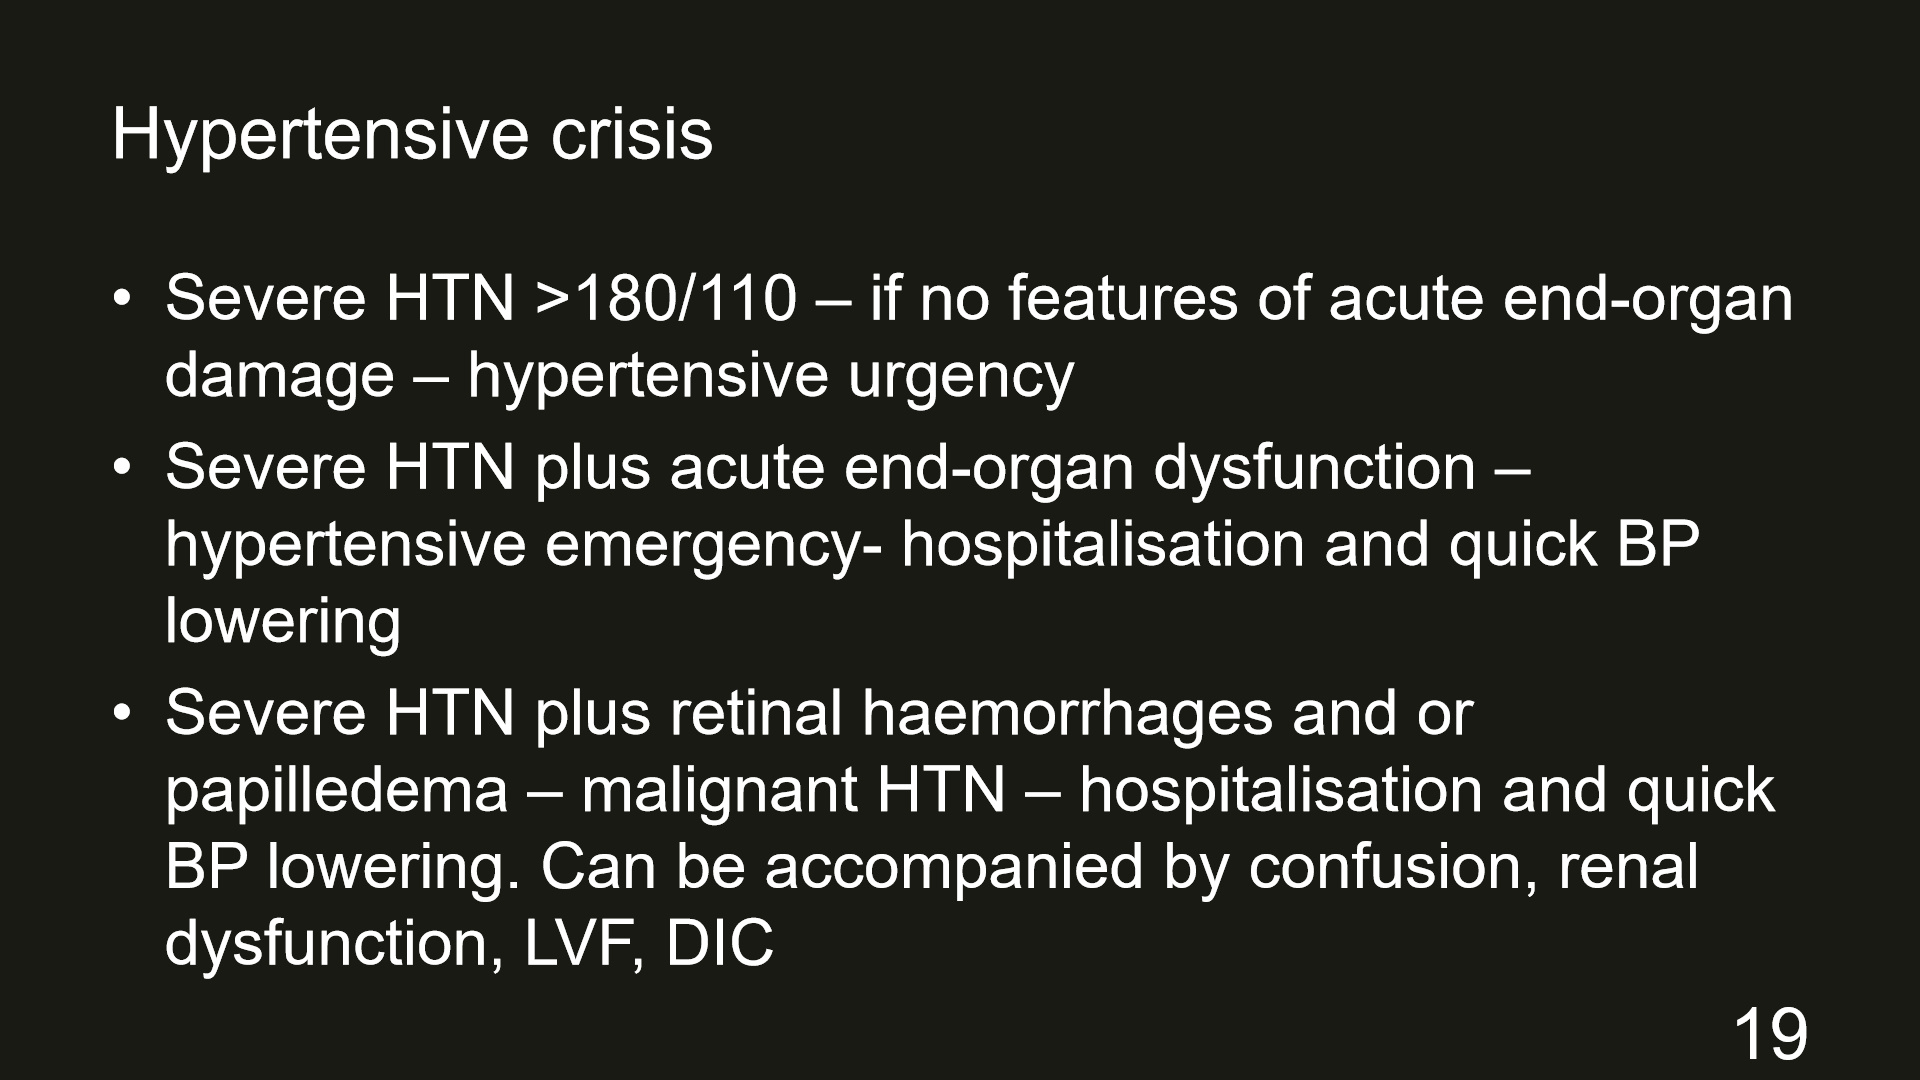 Hypertensive crisis
• Severe HTN >180/110 – if no features of acute end-organ
damage – hypertensive urgency
• Severe HTN plus acute end-organ dysfunction –
hypertensive emergency- hospitalisation and quick BP
lowering
• Severe HTN plus retinal haemorrhages and or
papilledema – malignant HTN – hospitalisation and quick
BP lowering. Can be accompanied by confusion, renal
dysfunction, LVF, DIC
19